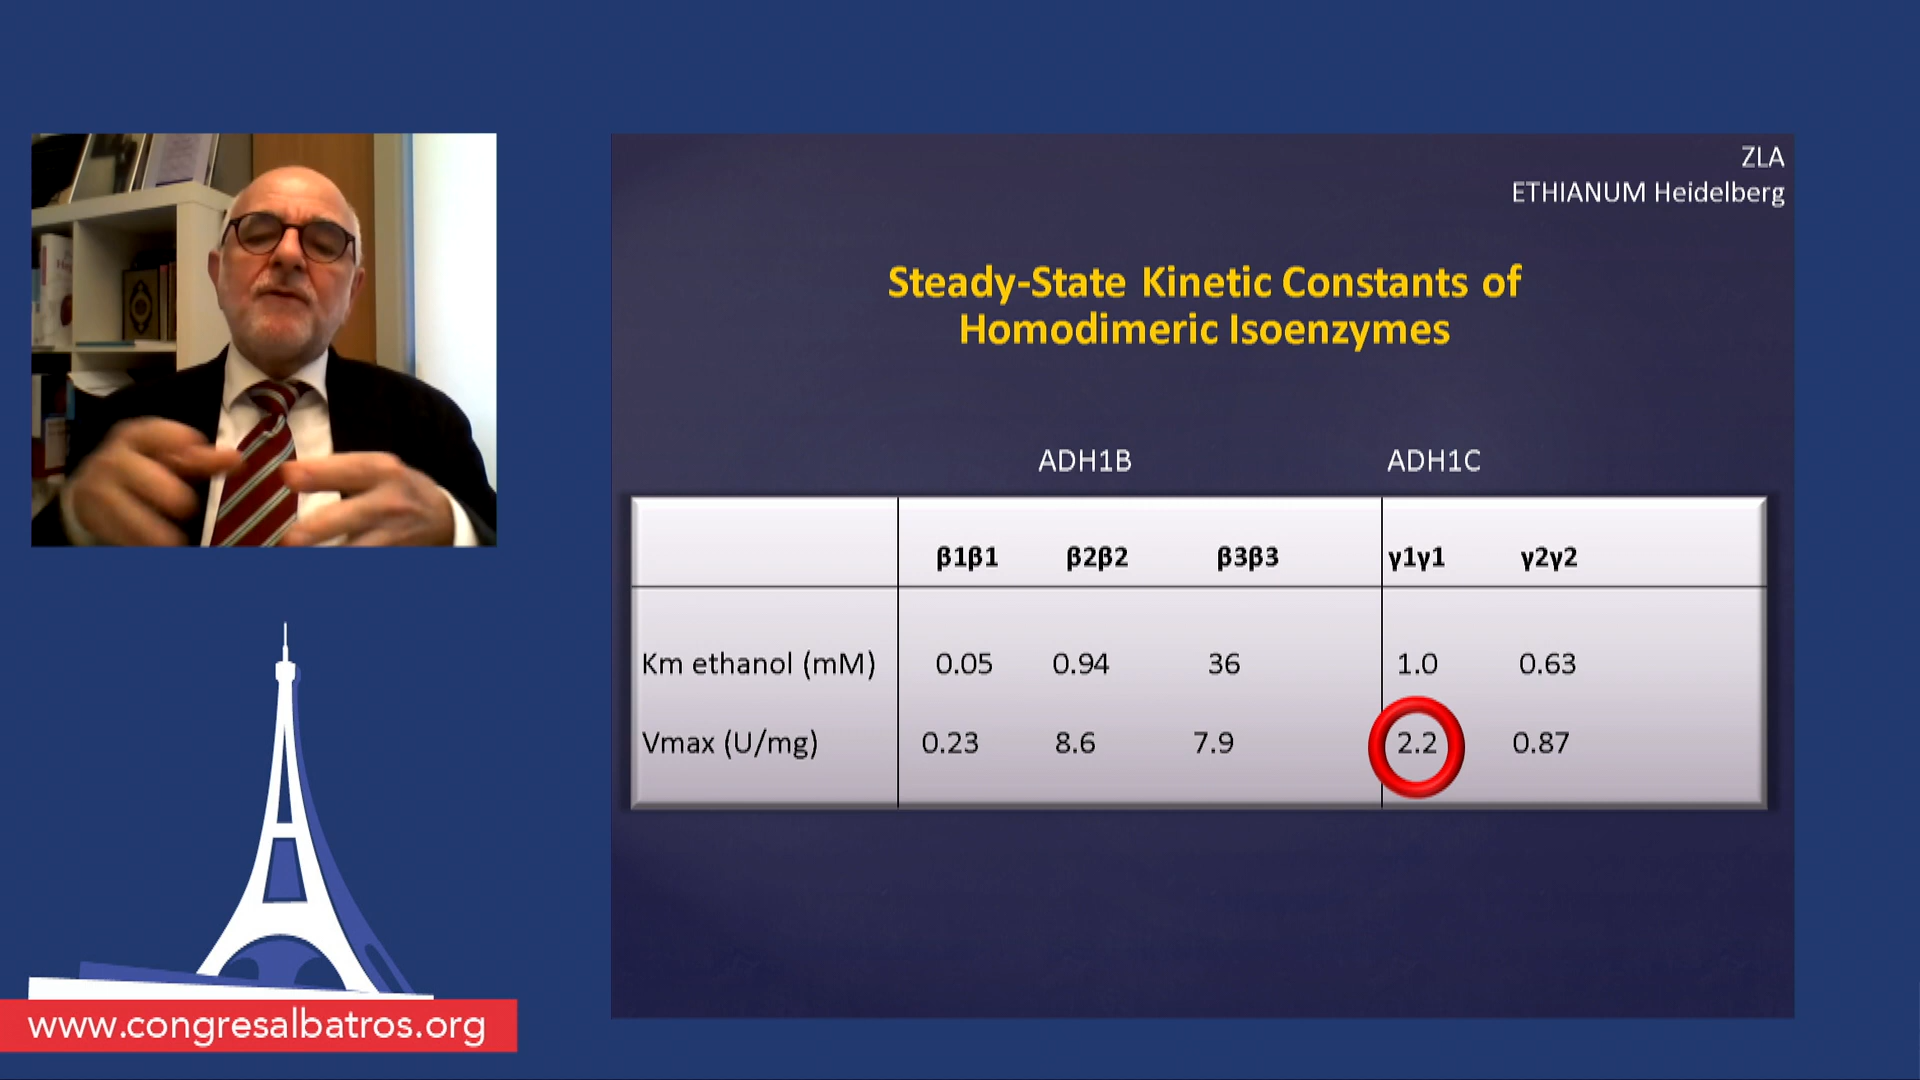 ZLA
ETHIANUM Heidelberg
Steady-State Kinetic Constants of
Homodimeric Isoenzymes
ADH1B ADH1C
β1β1 β2β2 β3β3 γ1γ1 γ2γ2
Km ethanol (mM) 0.05 0.94 36 1.0 0.63
Vmax (U/mg) 0.23 8.6 7.9 2.2 0.87
www.congresalbatros.org